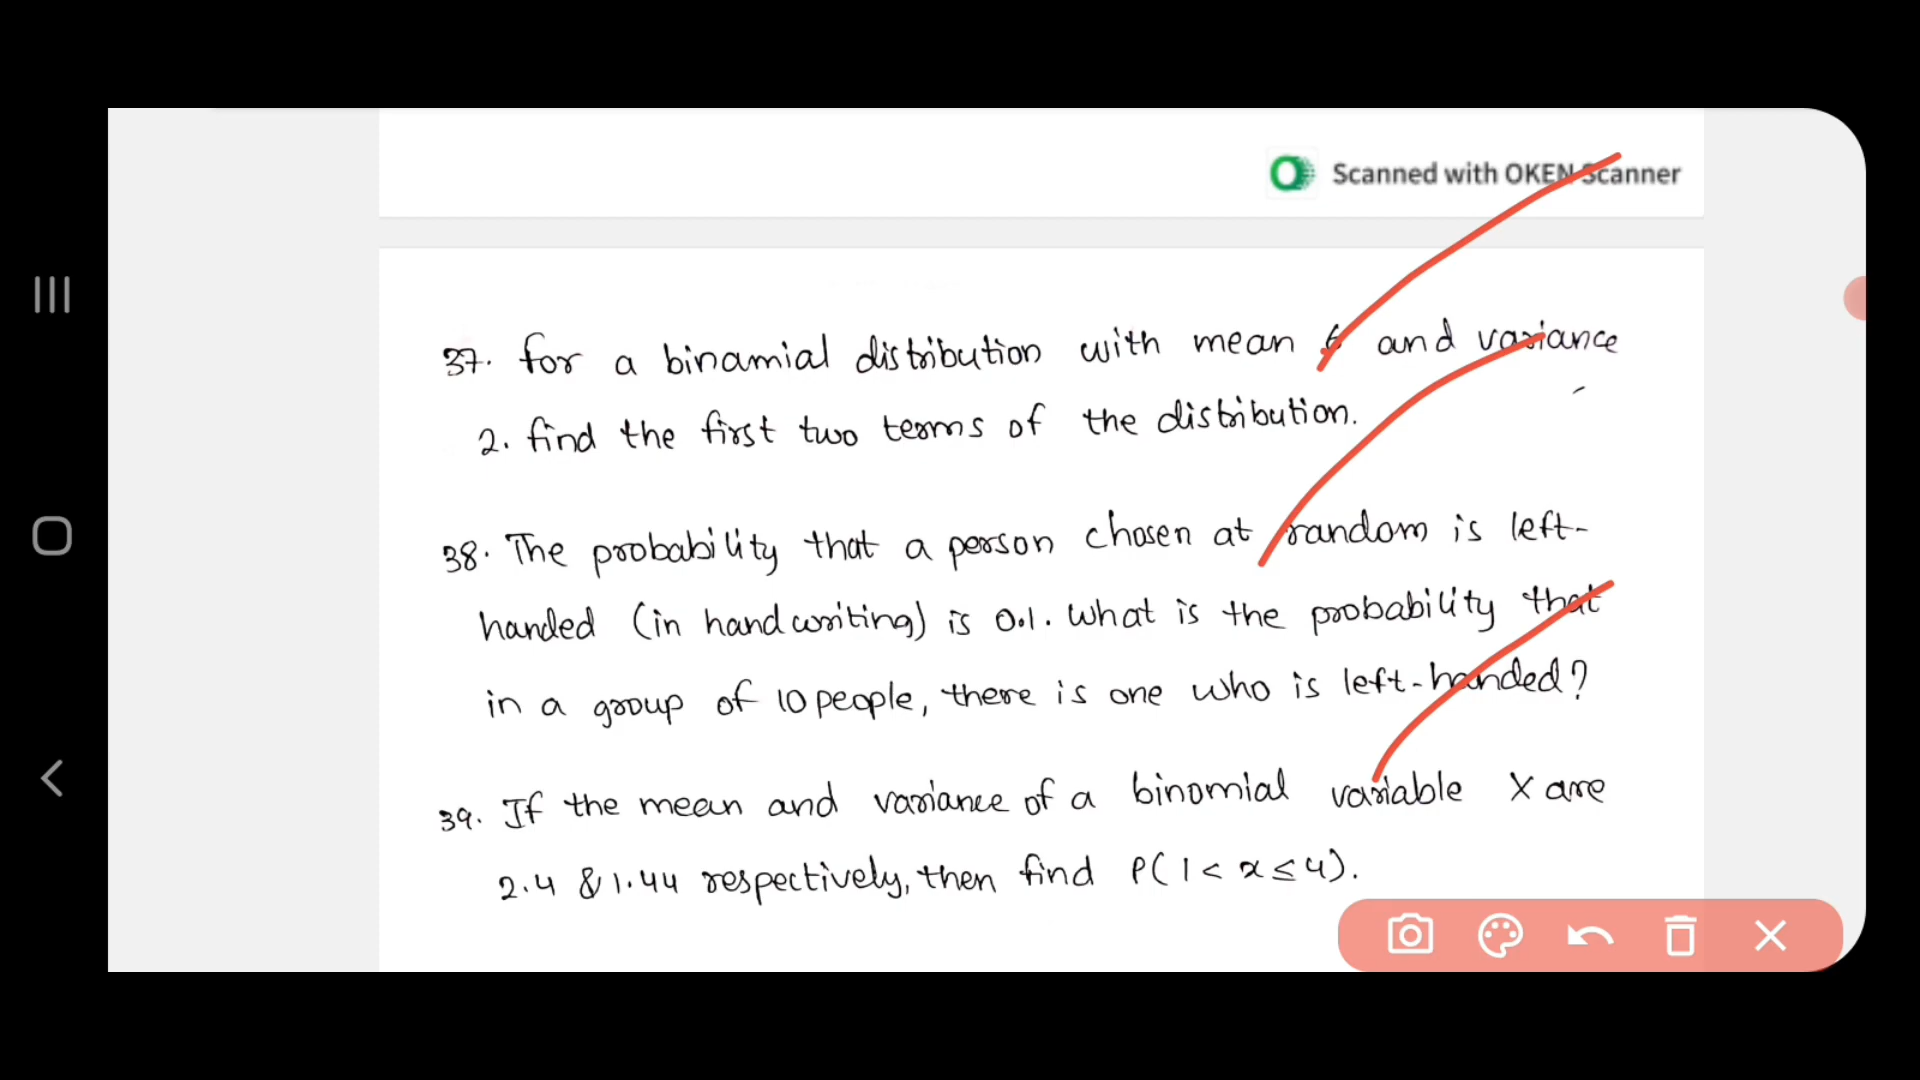 Scanned with OKEN Scanner
37. for a binamial distribution with mean 6 and variance
2. find the first two terms of the distribution.
38. The probability that a person chosen at random is left-
handed (in handwriting) is 0.1. What is the probability that
in a group of 10 people, there is one who is left-handed?
39. If the mean and variance of a binomial variable X are
2.4 & 1.44 respectively, then find P(1 < x ≤ 4).